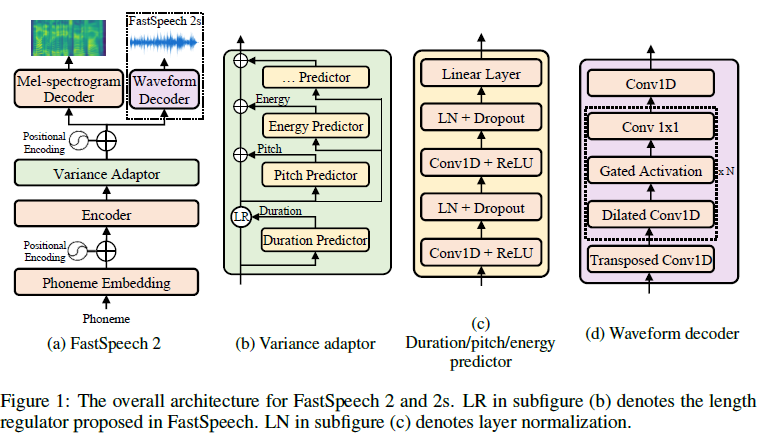 FastSpeech 2s
Mel-spectrogram
Decoder
Waveform
Decoder
Positional
Encoding
Variance Adaptor
Encoder
Positional
Encoding
Phoneme Embedding
Phoneme
(a) FastSpeech 2
... Predictor
Energy
Energy Predictor
Pitch
Pitch Predictor
LR
Duration
Duration Predictor
(b) Variance adaptor
Linear Layer
LN + Dropout
Conv1D + ReLU
LN + Dropout
Conv1D + ReLU
(c)
Duration/pitch/energy
predictor
Conv1D
Conv 1x1
Gated Activation
x N
Dilated Conv1D
Transposed Conv1D
(d) Waveform decoder
Figure 1: The overall architecture for FastSpeech 2 and 2s. LR in subfigure (b) denotes the length
regulator proposed in FastSpeech. LN in subfigure (c) denotes layer normalization.